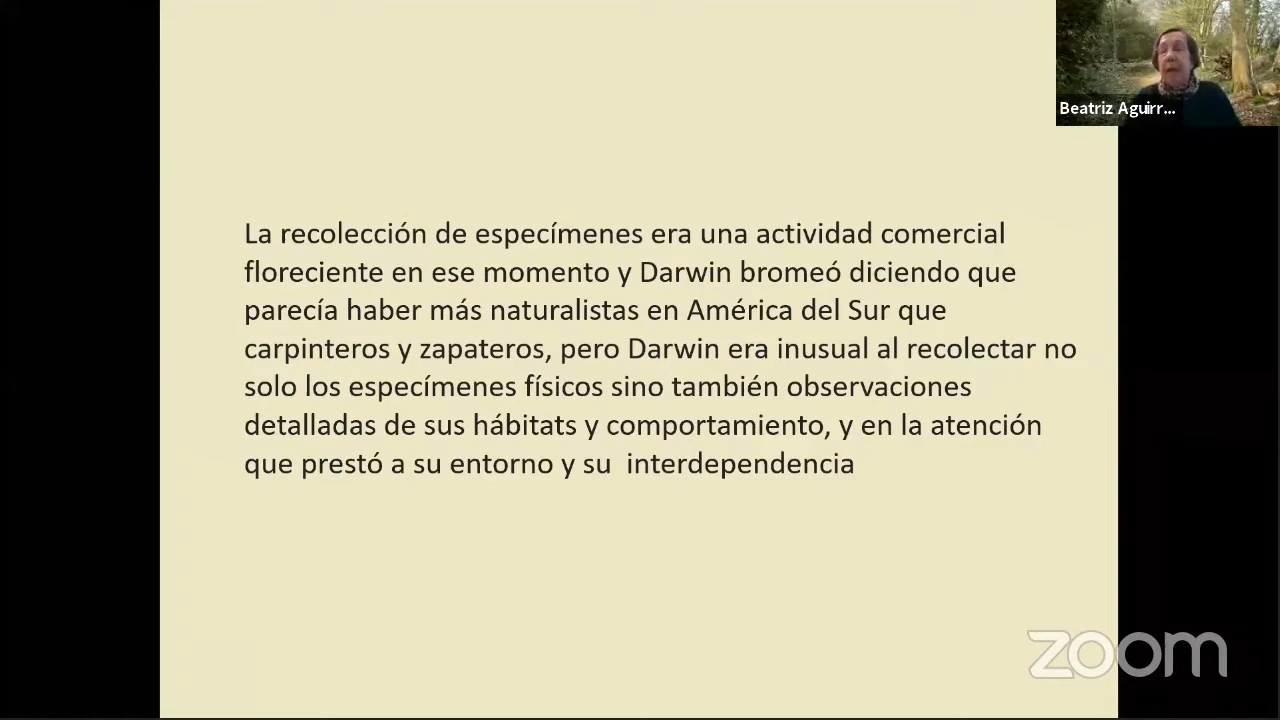 Beatriz Aguirr...
La recolección de especímenes era una actividad comercial
floreciente en ese momento y Darwin bromeó diciendo que
parecía haber más naturalistas en América del Sur que
carpinteros y zapateros, pero Darwin era inusual al recolectar no
solo los especímenes físicos sino también observaciones
detalladas de sus hábitats y comportamiento, y en la atención
que prestó a su entorno y su  interdependencia
zoom